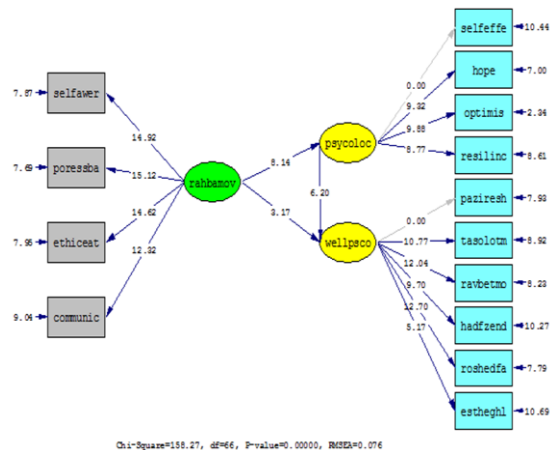 selfeffe 10.44
7.87 selfawer
hope 7.00
0.00
9.32
14.92
optimis 2.34
9.88
psycoloc
8.77
resilinc 8.61
7.69 poressba
15.12
8.14
rahbamov
6.20
paziresh 7.93
0.00
14.62
3.17
7.95 ethiceat
wellpsco
10.77
tasolotm 8.92
12.04
12.32
ravbetmo 8.23
9.70
9.04 communic
12.70
hadfzend 10.27
5.17
roshedfa 7.79
estheghl 10.69
Chi-Square=158.27, df=66, P-value=0.00000, RMSEA=0.076